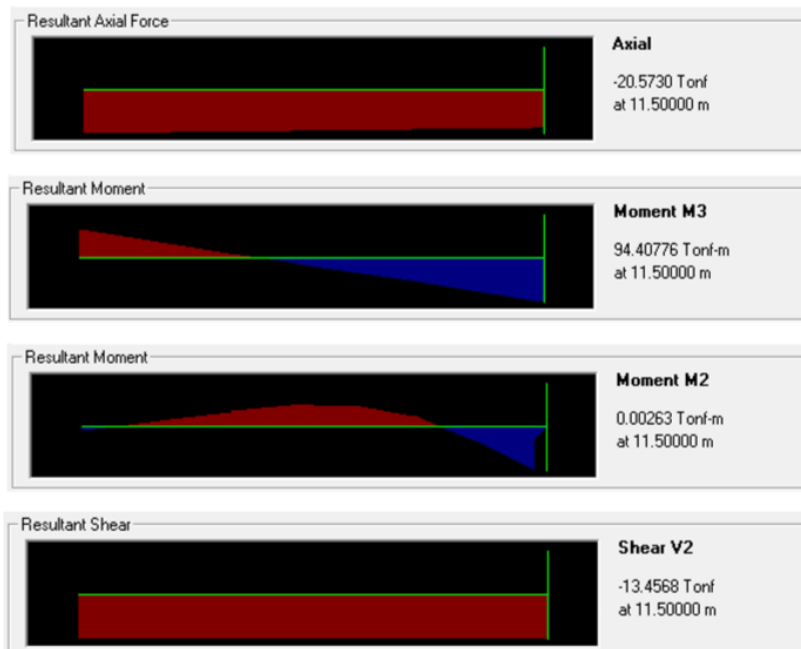 Resultant Axial Force
Axial
-20.5730 Tonf
at 11.50000 m
Resultant Moment
Moment M3
94.40776 Tonf-m
at 11.50000 m
Resultant Moment
Moment M2
0.00263 Tonf-m
at 11.50000 m
Resultant Shear
Shear V2
-13.4568 Tonf
at 11.50000 m